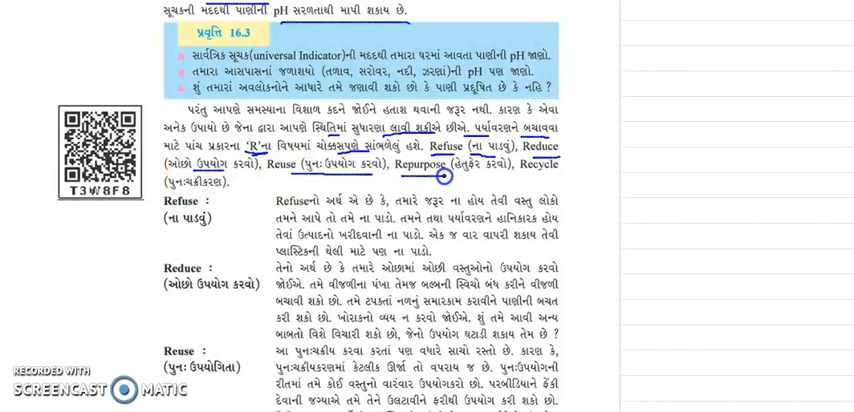 સૂચકની મદદથી પાણીની pH સરળતાથી માપી શકાય છે.
પ્રવૃત્તિ 16.3
સાર્વત્રિક સૂચક(universal Indicator)ની મદદથી તમારા ઘરમાં આવતા પાણીની pH જાણો.
તમારા આસપાસનાં જળાશયો (તળાવ, સરોવર, નદી, ઝરણાં)ની pH પણ જાણો.
શું તમારાં અવલોકનોને આધારે તમે જણાવી શકો છો કે પાણી પ્રદૂષિત છે કે નહિ ?
પરંતુ આપણે સમસ્યાના વિશાળ કદને જોઈને હતાશ થવાની જરૂર નથી. કારણ કે એવા
અનેક ઉપાયો છે જેના દ્વારા આપણે સ્થિતિમાં સુધારણા લાવી શકીએ છીએ. પર્યાવરણને બચાવવા
માટે પાંચ પ્રકારના ‘R’ના વિષયમાં ચોક્કસપણે સાંભળેલું હશે. Refuse (ના પાડવું), Reduce
(ઓછો ઉપયોગ કરવો), Reuse (પુનઃઉપયોગ કરવો), Repurpose (હેતુફેર કરવો), Recycle
(પુનઃચક્રીકરણ).
T3W8F8
Refuse : Refuseનો અર્થ એ છે કે, તમારે જરૂર ના હોય તેવી વસ્તુ લોકો
(ના પાડવું) તમને આપે તો તમે ના પાડો. તમને તથા પર્યાવરણને હાનિકારક હોય
તેવાં ઉત્પાદનો ખરીદવાની ના પાડો. એક જ વાર વાપરી શકાય તેવી
પ્લાસ્ટિકની થેલી માટે પણ ના પાડો.
Reduce : તેનો અર્થ છે કે તમારે ઓછામાં ઓછી વસ્તુઓનો ઉપયોગ કરવો
(ઓછો ઉપયોગ કરવો) જોઈએ. તમે વીજળીના પંખા તેમજ બલ્બની સ્વિચો બંધ કરીને વીજળી
બચાવી શકો છો. તમે ટપકતાં નળનું સમારકામ કરાવીને પાણીની બચત
કરી શકો છો. ખોરાકનો વ્યય ન કરવો જોઈએ. શું તમે આવી અન્ય
બાબતો વિશે વિચારી શકો છો, જેનો ઉપયોગ ઘટાડી શકાય તેમ છે ?
Reuse : આ પુનઃચક્રીય કરવા કરતાં પણ વધારે સાચો રસ્તો છે. કારણ કે,
(પુનઃ ઉપયોગિતા) પુનઃચક્રીયકરણમાં કેટલીક ઊર્જા તો વપરાય જ છે. પુનઃઉપયોગની
રીતમાં તમે કોઈ વસ્તુનો વારંવાર ઉપયોગકરો છો. પરબીડિયાને ફેંકી
દેવાની જગ્યાએ તમે તેને ઉલટાવીને ફરીથી ઉપયોગ કરી શકો છો.
RECORDED WITH
SCREENCAST MATIC